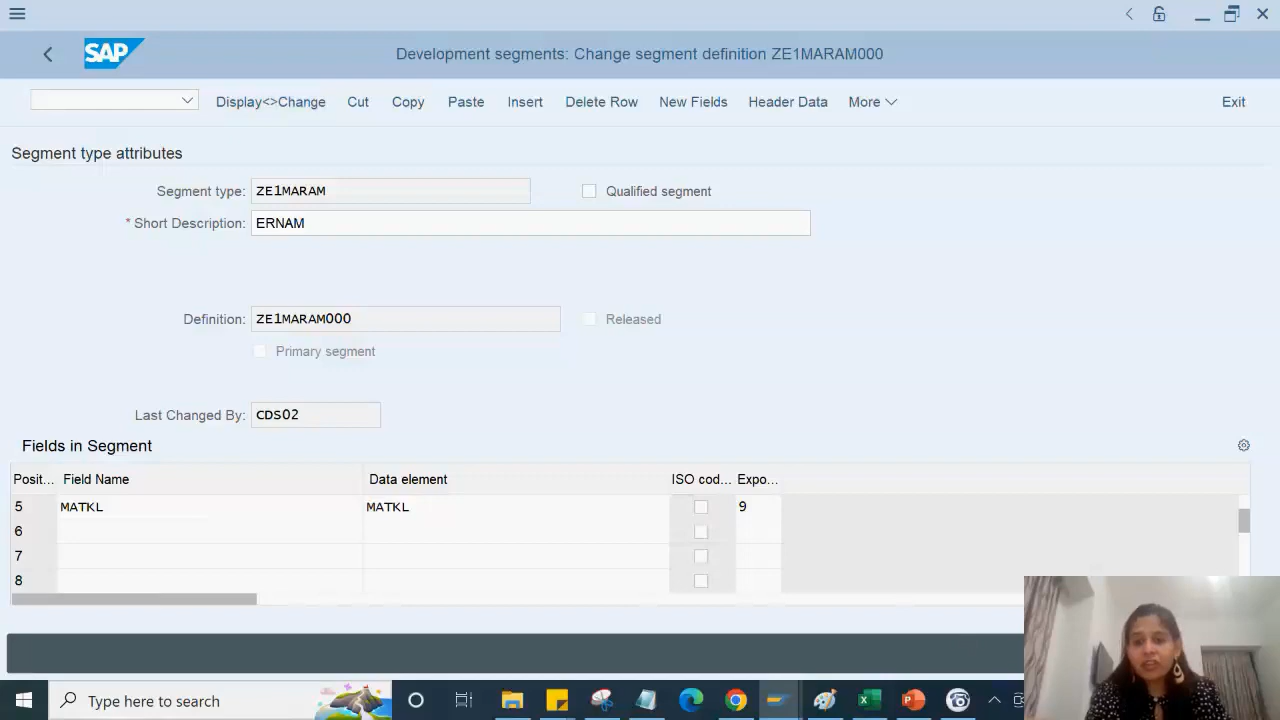 SAP
Development segments: Change segment definition ZE1MARAM000
Display<>Change Cut Copy Paste Insert Delete Row New Fields Header Data More Exit
Segment type attributes
Segment type: ZE1MARAM Qualified segment
* Short Description: ERNAM
Definition: ZE1MARAM000 Released
Primary segment
Last Changed By: CDS02
Fields in Segment
Posit... Field Name Data element ISO cod... Expo...
5 MATKL MATKL 9
6
7
8
Type here to search